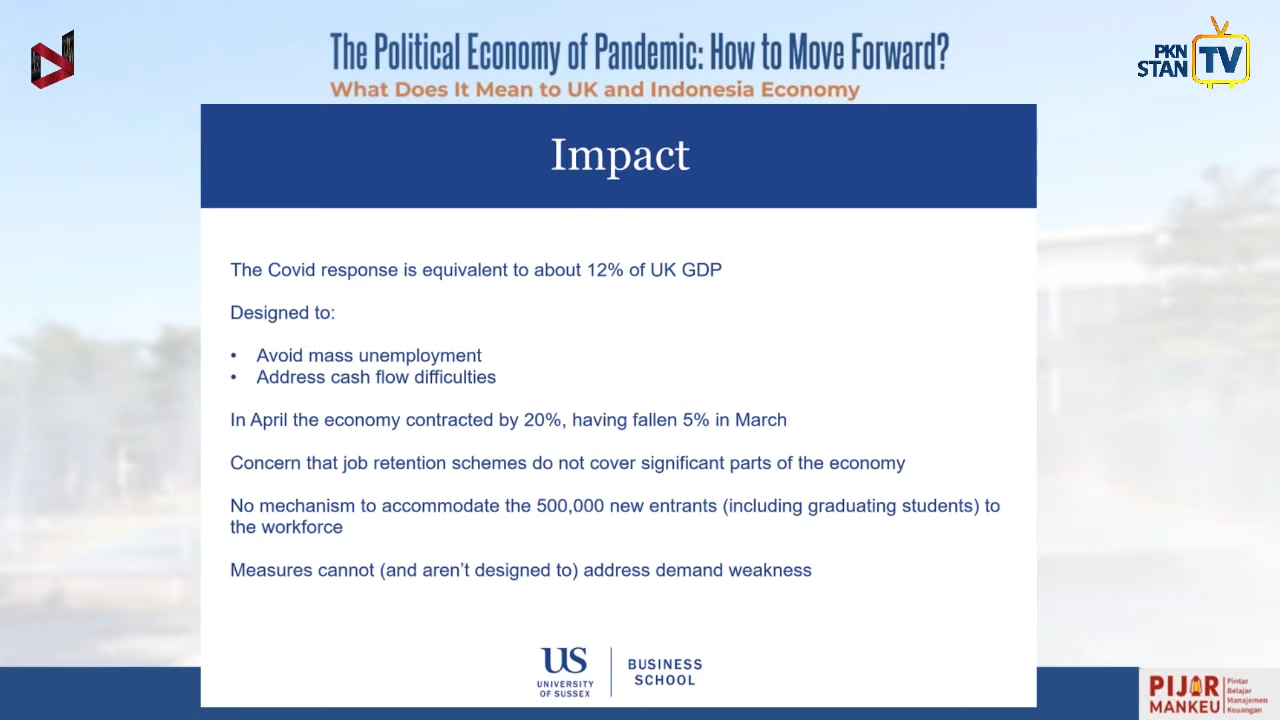 The Political Economy of Pandemic: How to Move Forward?
What Does It Mean to UK and Indonesia Economy
PKN
STAN TV
Impact
The Covid response is equivalent to about 12% of UK GDP
Designed to:
• Avoid mass unemployment
• Address cash flow difficulties
In April the economy contracted by 20%, having fallen 5% in March
Concern that job retention schemes do not cover significant parts of the economy
No mechanism to accommodate the 500,000 new entrants (including graduating students) to
the workforce
Measures cannot (and aren't designed to) address demand weakness
US
UNIVERSITY
OF SUSSEX
BUSINESS
SCHOOL
PIJAR
MANKEU
Pintar
Belajar
Manajemen
Keuangan